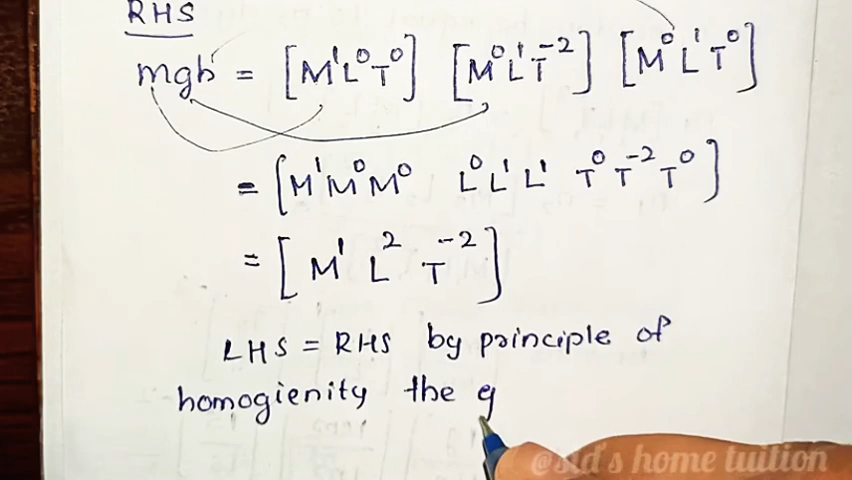 RHS
mgh = [M¹L⁰T⁰] [M⁰L¹T⁻²] [M⁰L¹T⁰]
= [M¹M⁰M⁰ L⁰L¹L¹ T⁰T⁻²T⁰]
= [M¹ L² T⁻²]
LHS = RHS by principle of
homogienity the q
@sid's home tuition